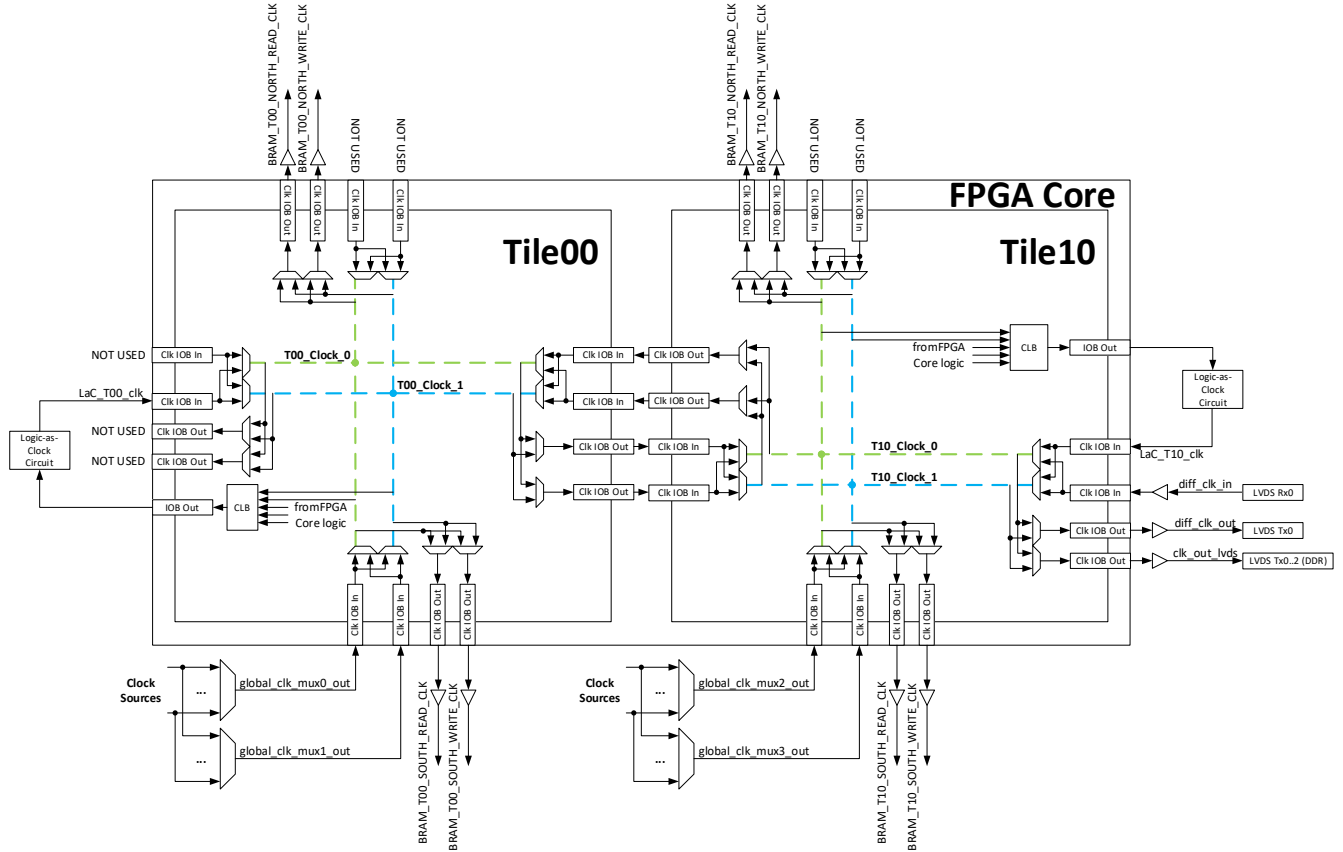 BRAM_T00_NORTH_READ_CLK
BRAM_T00_NORTH_WRITE_CLK
NOT USED
NOT USED
BRAM_T10_NORTH_READ_CLK
BRAM_T10_NORTH_WRITE_CLK
NOT USED
NOT USED
Clk IOB Out
Clk IOB Out
Clk IOB In
Clk IOB In
Clk IOB Out
Clk IOB Out
Clk IOB In
Clk IOB In
FPGA Core
Tile00
Tile10
NOT USED
Clk IOB In
T00_Clock_0
Clk IOB In
Clk IOB Out
fromFPGA
Core logic
CLB
IOB Out
LaC_T00_clk
Clk IOB In
T00_Clock_1
Clk IOB In
Clk IOB Out
Logic-as-
Clock
Circuit
NOT USED
Clk IOB Out
Clk IOB Out
Clk IOB In
T10_Clock_0
Clk IOB In
LaC_T10_clk
Logic-as-
Clock
Circuit
NOT USED
Clk IOB Out
Clk IOB Out
Clk IOB In
T10_Clock_1
Clk IOB In
diff_clk_in
LVDS Rx0
IOB Out
CLB
fromFPGA
Core logic
Clk IOB Out
diff_clk_out
LVDS Tx0
Clk IOB Out
clk_out_lvds
LVDS Tx0..2 (DDR)
Clk IOB In
Clk IOB In
Clk IOB Out
Clk IOB Out
Clk IOB In
Clk IOB In
Clk IOB Out
Clk IOB Out
Clock
Sources
...
global_clk_mux0_out
...
global_clk_mux1_out
BRAM_T00_SOUTH_READ_CLK
BRAM_T00_SOUTH_WRITE_CLK
Clock
Sources
...
global_clk_mux2_out
...
global_clk_mux3_out
BRAM_T10_SOUTH_READ_CLK
BRAM_T10_SOUTH_WRITE_CLK